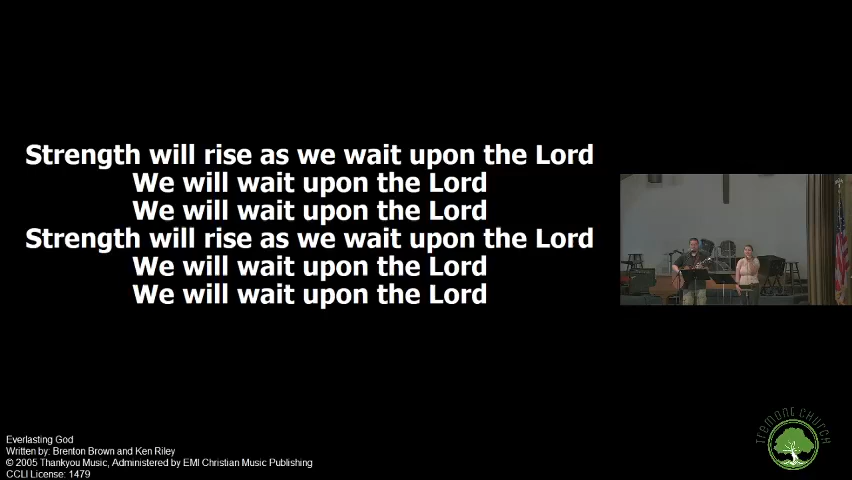 Strength will rise as we wait upon the Lord
We will wait upon the Lord
We will wait upon the Lord
Strength will rise as we wait upon the Lord
We will wait upon the Lord
We will wait upon the Lord
Everlasting God
Written by: Brenton Brown and Ken Riley
© 2005 Thankyou Music, Administered by EMI Christian Music Publishing
CCLI License: 1479
TREMONT CHURCH